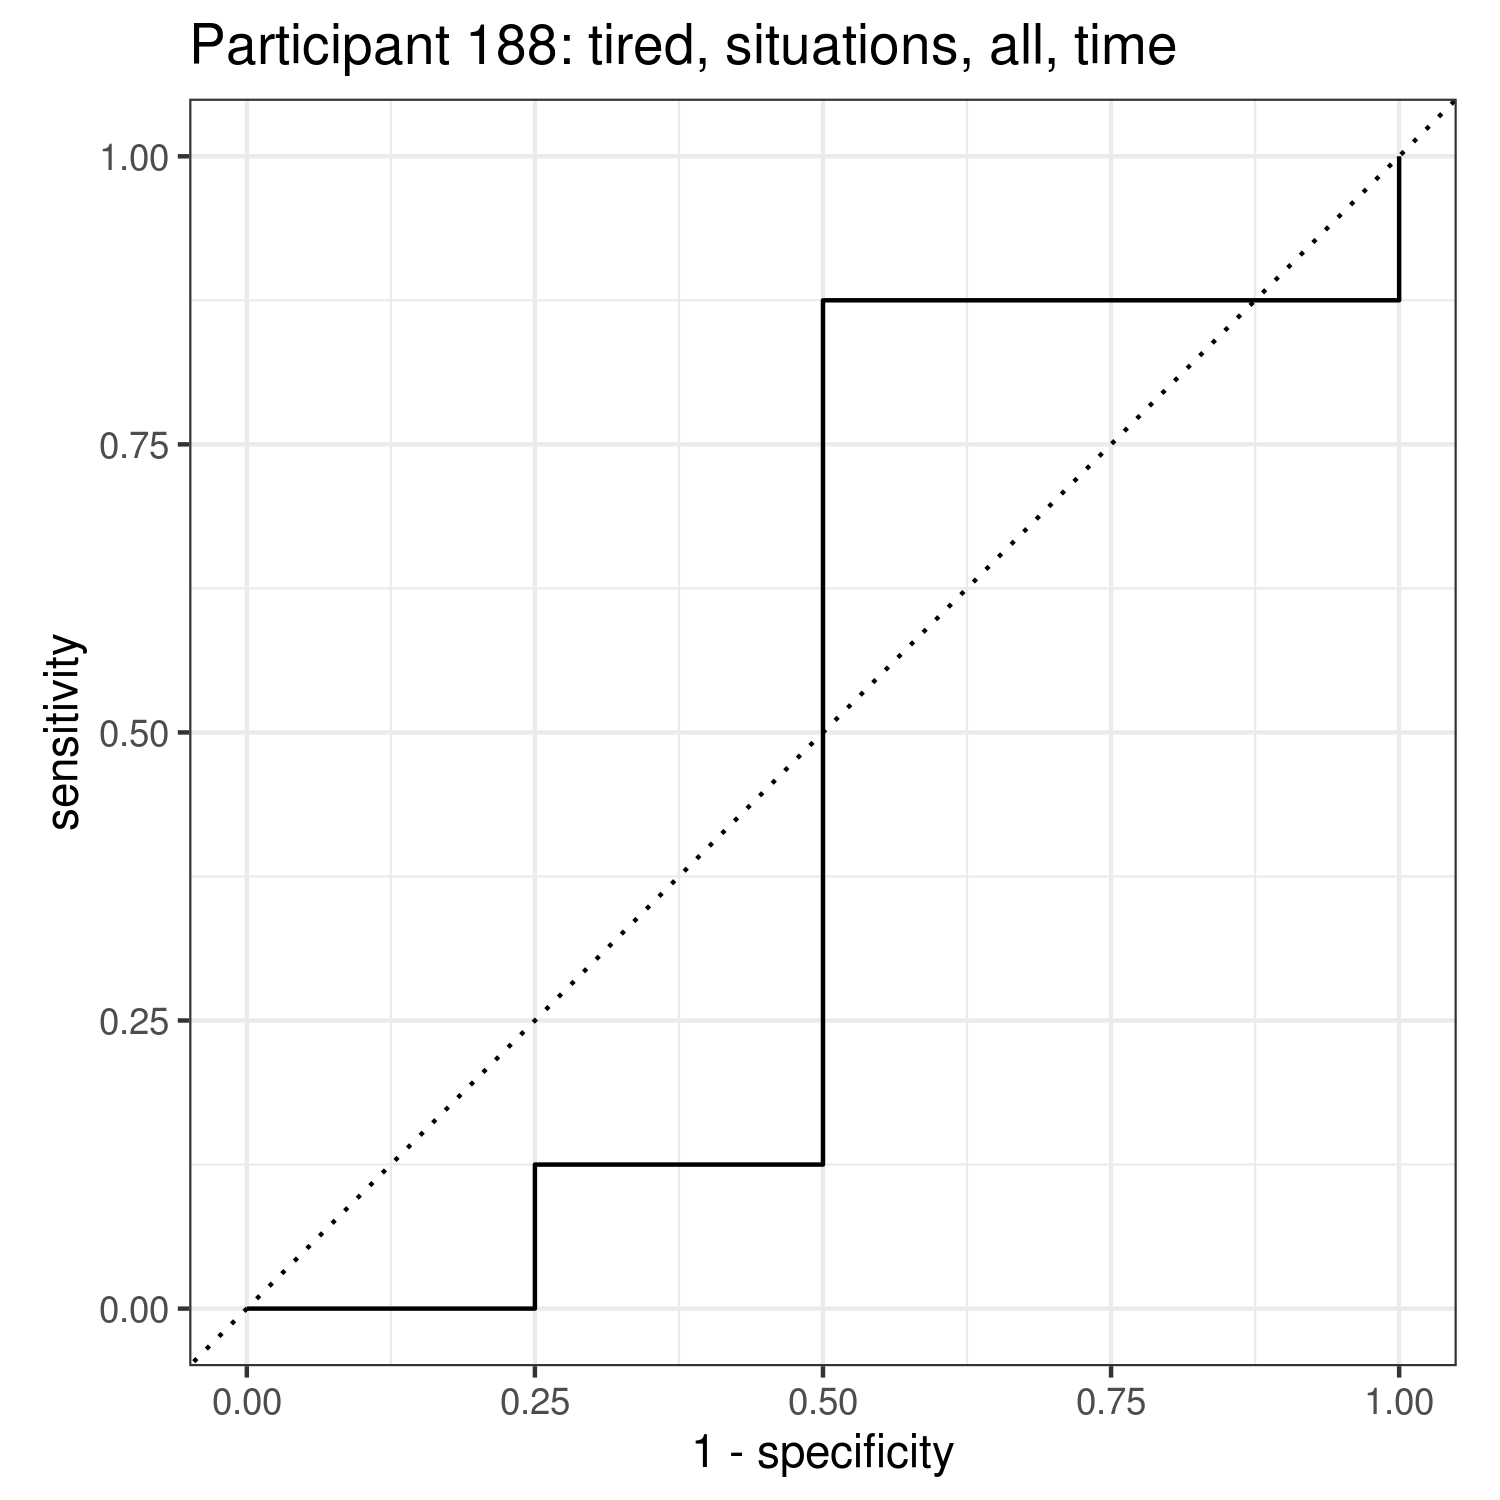 Participant 188: tired, situations, all, time
1.00
0.75
0.50
0.25
0.00
sensitivity
0.00 0.25 0.50 0.75 1.00
1 - specificity